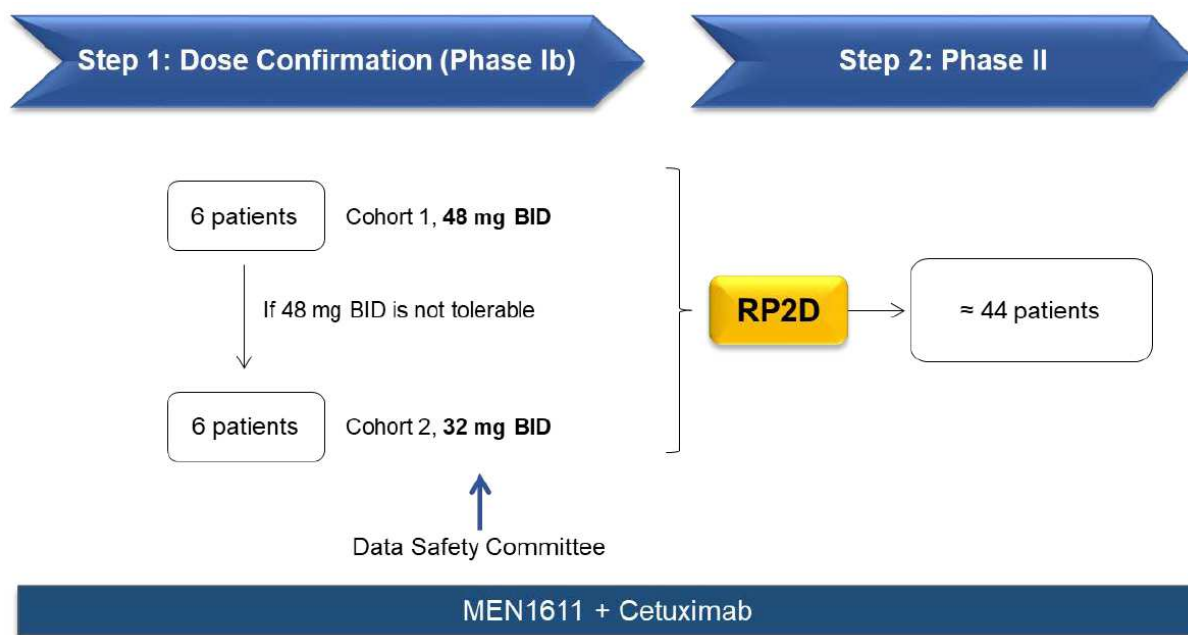 Step 1: Dose Confirmation (Phase Ib)
Step 2: Phase II
6 patients
Cohort 1, 48 mg BID
If 48 mg BID is not tolerable
6 patients
Cohort 2, 32 mg BID
Data Safety Committee
RP2D
≈ 44 patients
MEN1611 + Cetuximab